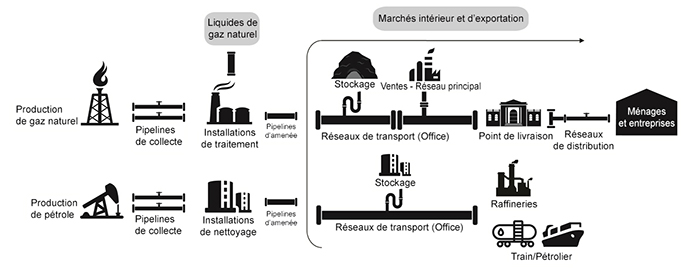 Liquides de
gaz naturel
Marchés intérieur et d'exportation
Stockage
Ventes - Réseau principal
Production
de gaz naturel
Pipelines
de collecte
Installations
de traitement
Pipelines
d'amenée
Réseaux de transport (Office)
Point de livraison
Réseaux
de distribution
Ménages
et entreprises
Production
de pétrole
Pipelines
de collecte
Installations
de nettoyage
Pipelines
d'amenée
Stockage
Réseaux de transport (Office)
Raffineries
Train/Pétrolier